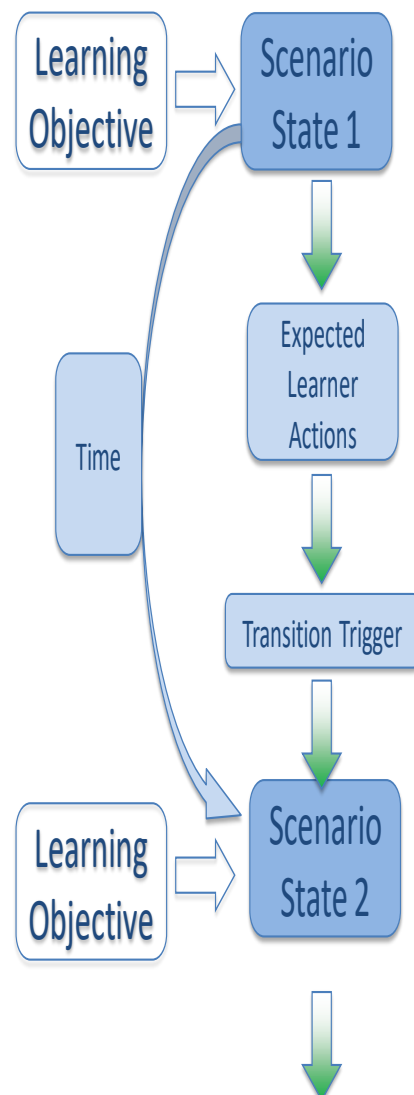 Learning
Objective
Scenario
State 1
Expected
Learner
Actions
Time
Transition Trigger
Learning
Objective
Scenario
State 2